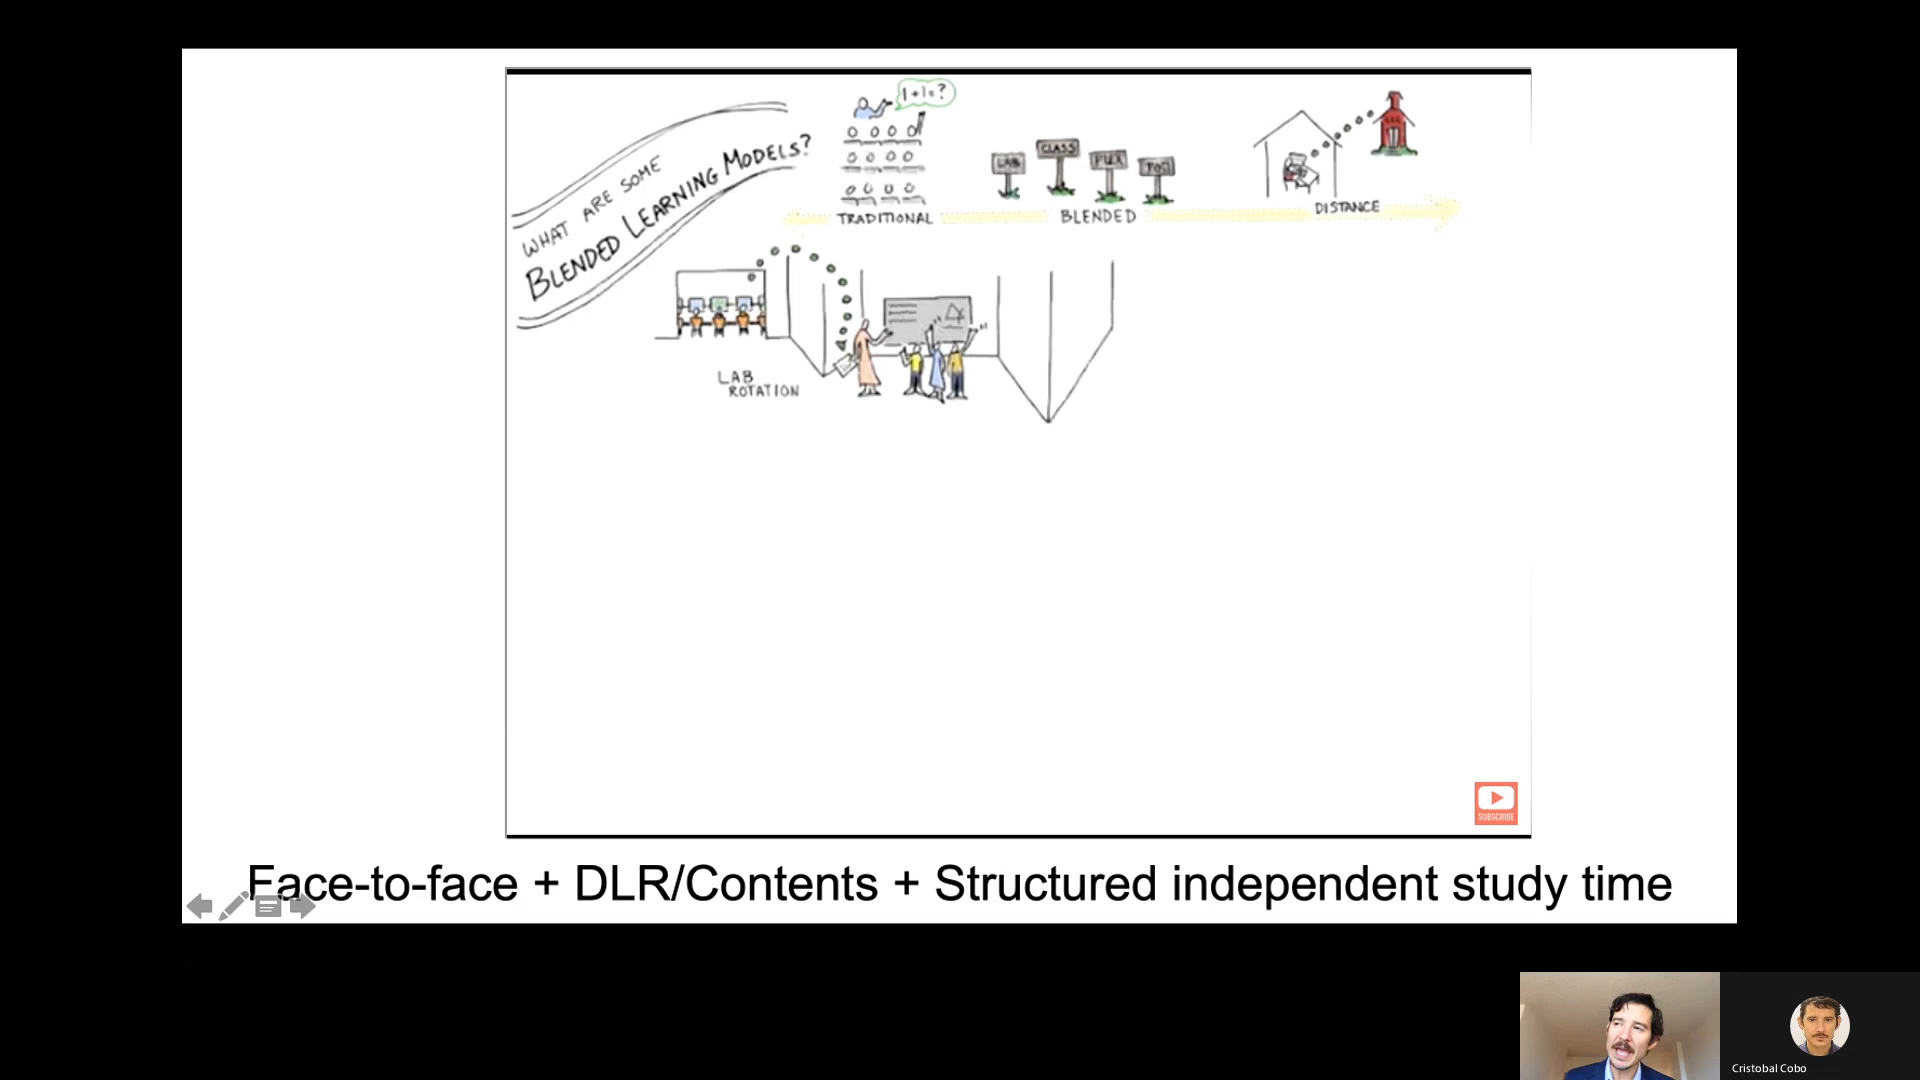 WHAT ARE SOME
BLENDED LEARNING MODELS?
1+1=?
LAB
CLASS
FLEX
TRADITIONAL
BLENDED
DISTANCE
LAB
ROTATION
SUBSCRIBE
Face-to-face + DLR/Contents + Structured independent study time
Cristobal Cobo